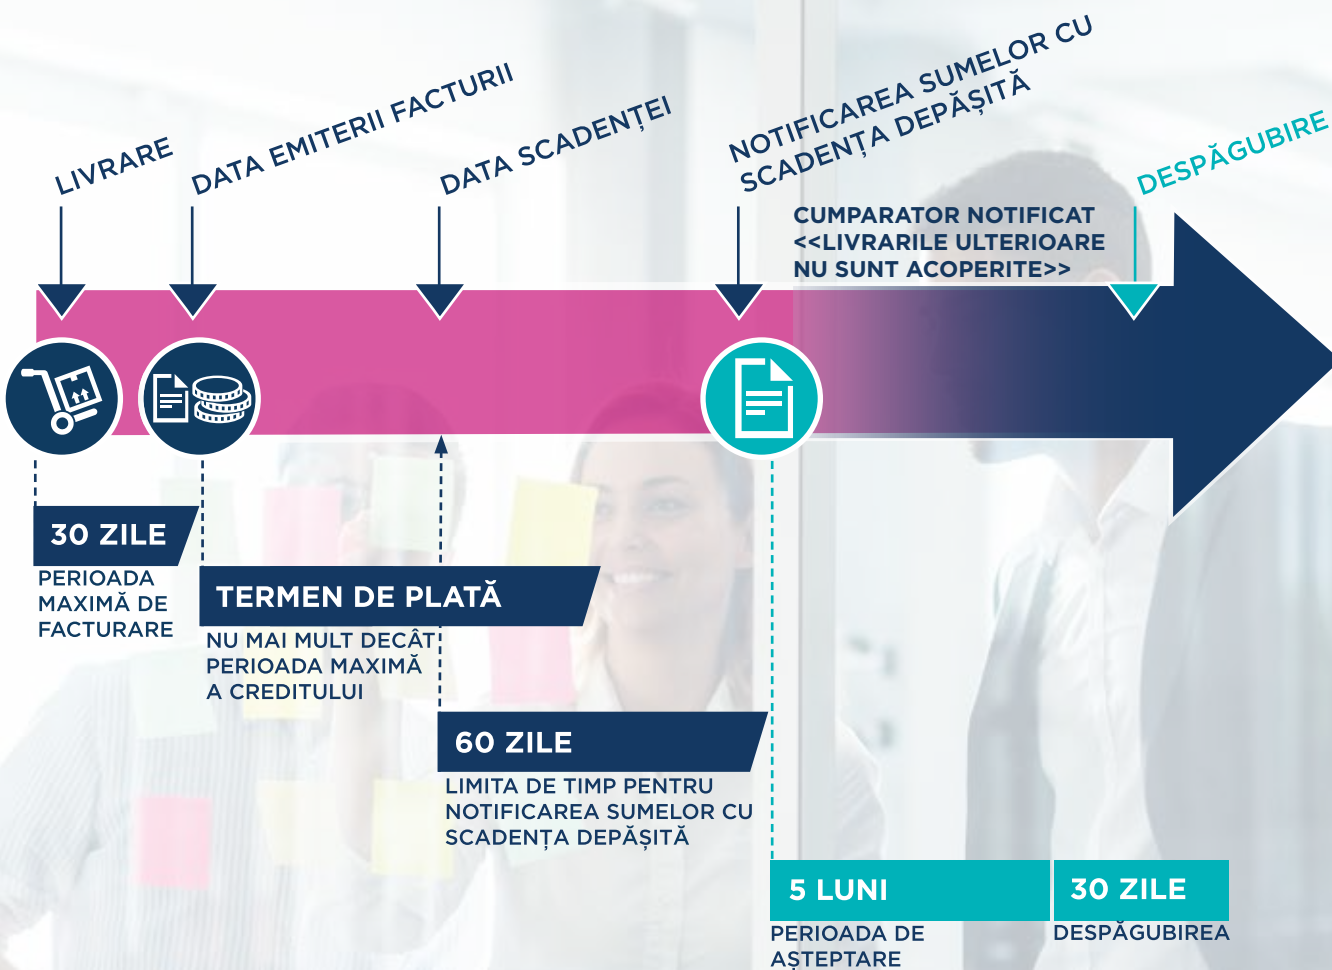 LIVRARE
DATA EMITERII FACTURII
DATA SCADENȚEI
NOTIFICAREA SUMELOR CU
SCADENȚA DEPĂȘITĂ
DESPĂGUBIRE
CUMPARATOR NOTIFICAT
<<LIVRARILE ULTERIOARE
NU SUNT ACOPERITE>>
30 ZILE
PERIOADA
MAXIMĂ DE
FACTURARE
TERMEN DE PLATĂ
NU MAI MULT DECÂT
PERIOADA MAXIMĂ
A CREDITULUI
60 ZILE
LIMITA DE TIMP PENTRU
NOTIFICAREA SUMELOR CU
SCADENȚA DEPĂȘITĂ
5 LUNI
PERIOADA DE
AȘTEPTARE
30 ZILE
DESPĂGUBIREA